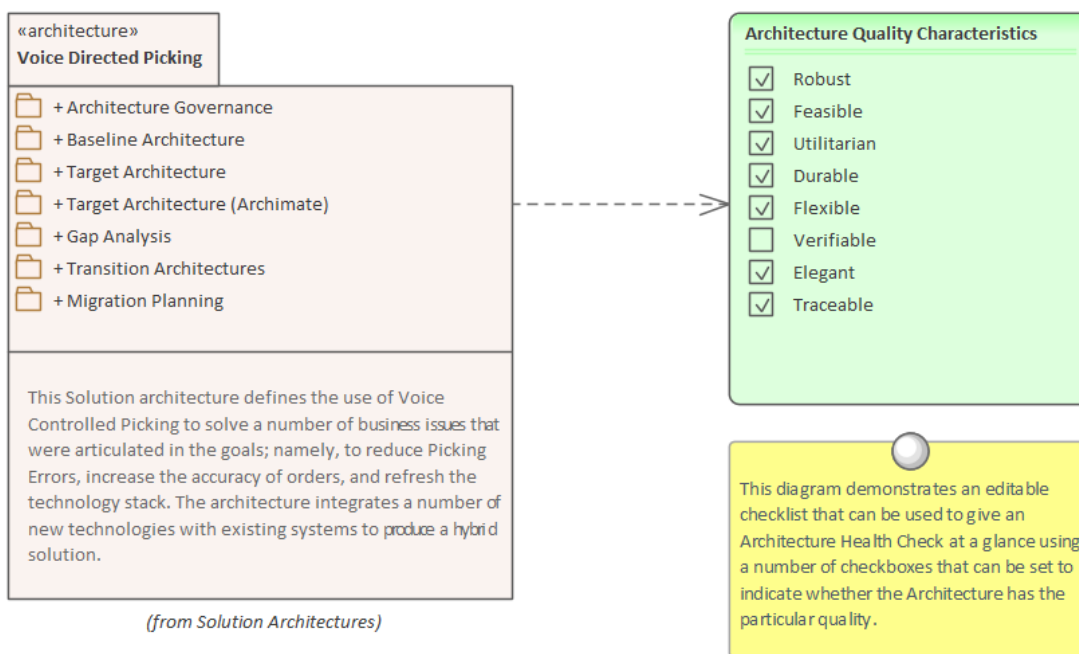 «architecture»
Voice Directed Picking
+ Architecture Governance
+ Baseline Architecture
+ Target Architecture
+ Target Architecture (Archimate)
+ Gap Analysis
+ Transition Architectures
+ Migration Planning
This Solution architecture defines the use of Voice
Controlled Picking to solve a number of business issues that
were articulated in the goals; namely, to reduce Picking
Errors, increase the accuracy of orders, and refresh the
technology stack. The architecture integrates a number of
new technologies with existing systems to produce a hybrid
solution.
(from Solution Architectures)
Architecture Quality Characteristics
Robust
Feasible
Utilitarian
Durable
Flexible
Verifiable
Elegant
Traceable
This diagram demonstrates an editable
checklist that can be used to give an
Architecture Health Check at a glance using
a number of checkboxes that can be set to
indicate whether the Architecture has the
particular quality.